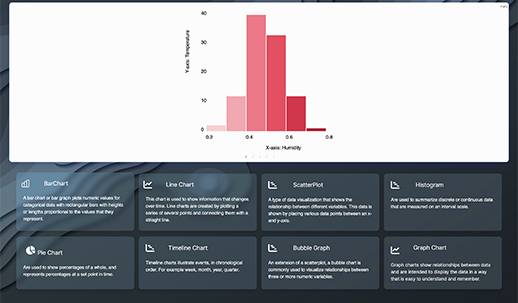 40
30
20
10
0
Y-axis: Temperature
0.2 0.4 0.6 0.8
X-axis: Humidity
BarChart
A bar chart or bar graph plots numeric values for
categorical data with rectangular bars with heights
or lengths proportional to the values that they
represent.
Line Chart
This chart is used to show information that changes
over time. Line charts are created by plotting a
series of several points and connecting them with a
straight line.
ScatterPlot
A type of data visualization that shows the
relationship between different variables. This data is
shown by placing various data points between an x-
and y-axis.
Histogram
Are used to summarize discrete or continuous data
that are measured on an interval scale.
Pie Chart
Are used to show percentages of a whole, and
represents percentages at a set point in time.
Timeline Chart
Timeline charts illustrate events, in chronological
order. For example week, month, year, quarter.
Bubble Graph
An extension of a scatterplot, a bubble chart is
commonly used to visualize relationships between
three or more numeric variables.
Graph Chart
Graph charts show relationships between data
and are intended to display the data in a way
that is easy to understand and remember.